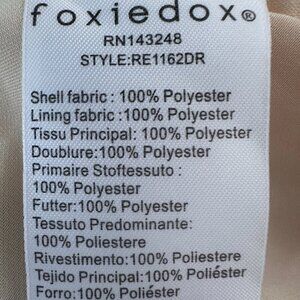 foxiedox®
RN143248
STYLE:RE1162DR
Shell fabric : 100% Polyester
Lining fabric :100% Polyester
Tissu Principal: 100% Polyester
Doublure:100% Polyester
Primaire Stoffestuto :
100% Polyester
Futter:100% Polyester
Tessuto Predominante:
100% Poliestere
Rivestimento:100% Poliestere
Tejido Principal:100% Poliéster
Forro:100% Poliéster